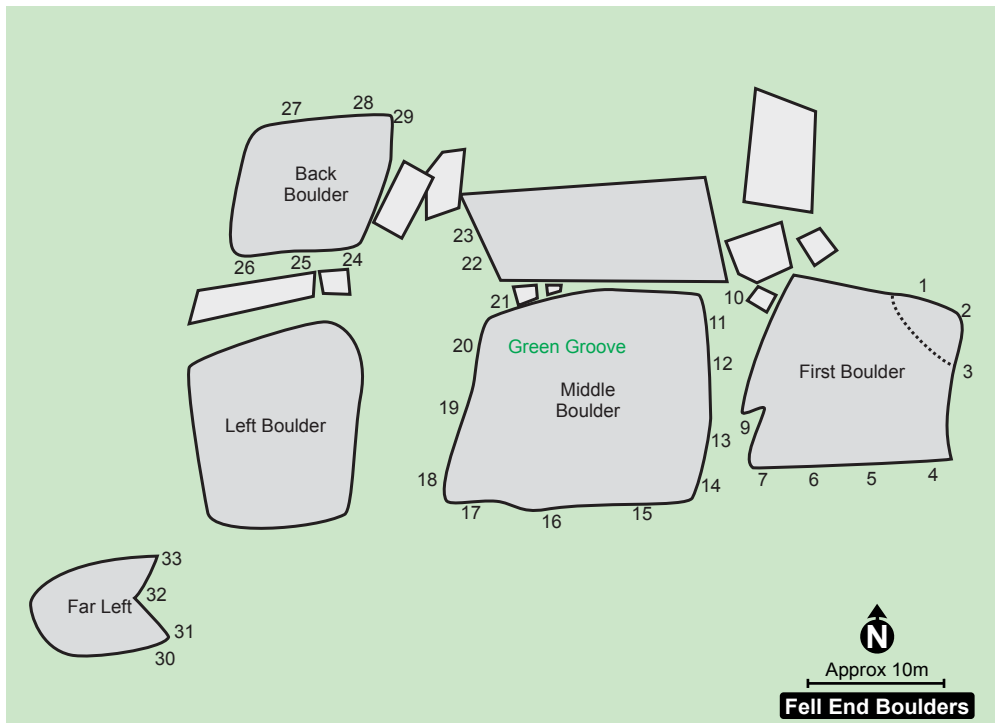 27
28
29
Back
Boulder
26
25
24
23
22
21
20
19
18
17
16
15
14
13
12
11
Green Groove
Middle
Boulder
10
1
2
3
First Boulder
9
7
6
5
4
Left Boulder
33
32
31
30
Far Left
N
Approx 10m
Fell End Boulders